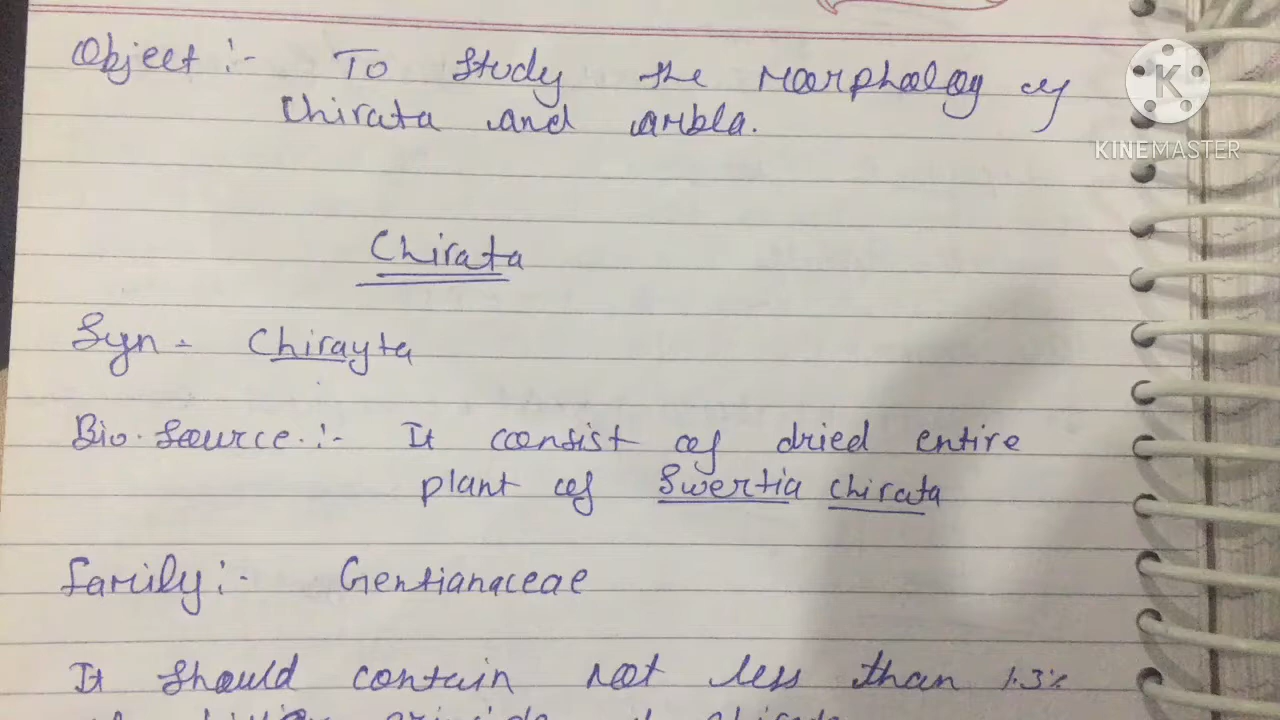 Object :- To study the Morphology of
Chirata and ambla.
Chirata
Syn - Chirayta
Bio. Source :- It consist of dried entire
plant of Swertia chirata
Family :- Gentianaceae
It should contain not less than 1.3%
KINEMASTER